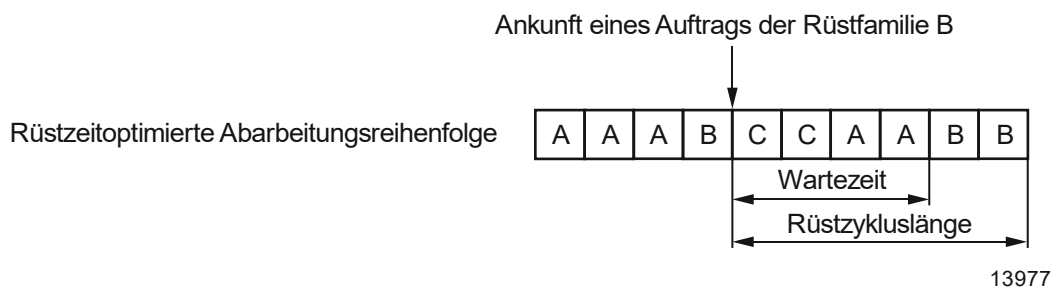 Ankunft eines Auftrags der Rüstfamilie B
Rüstzeitoptimierte Abarbeitungsreihenfolge A A A B C C A A B B
Wartezeit
Rüstzykluslänge
13977